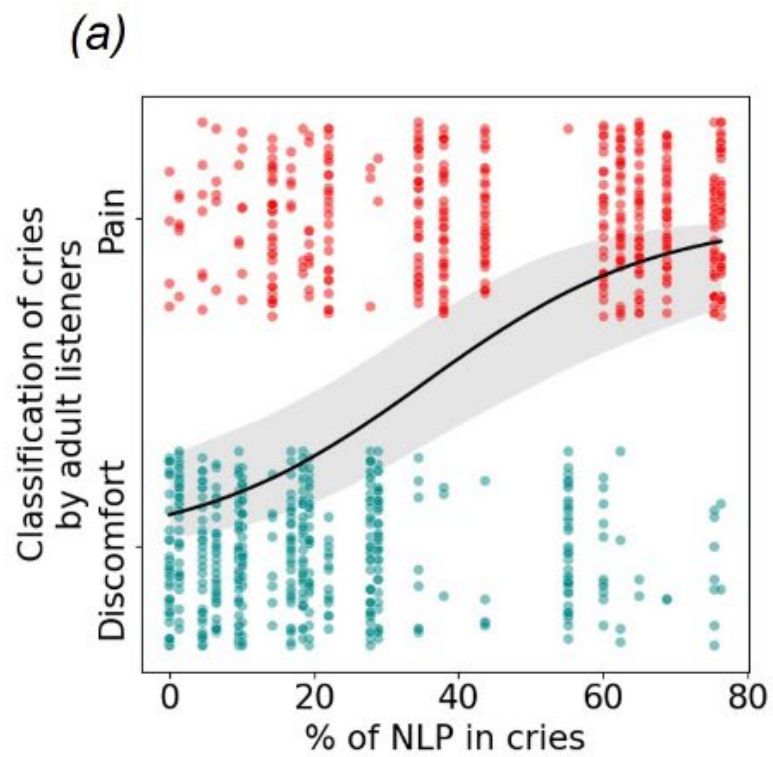 (a)
Classification of cries
by adult listeners
Pain
Discomfort
0 20 40 60 80
% of NLP in cries